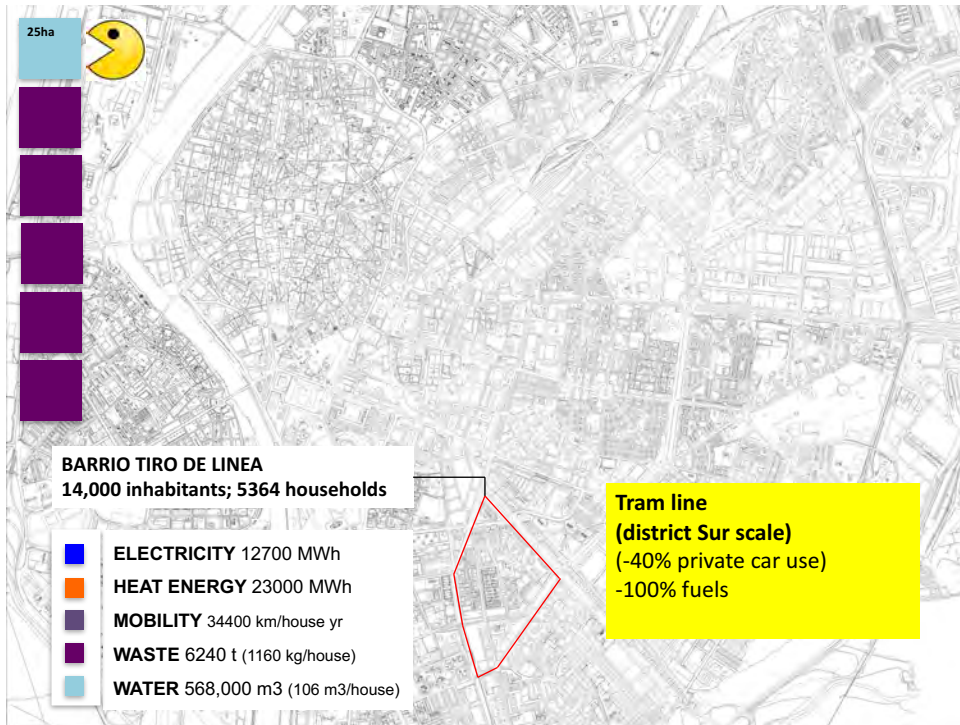 25ha
BARRIO TIRO DE LINEA
14,000 inhabitants; 5364 households
Tram line
(district Sur scale)
(-40% private car use)
-100% fuels
ELECTRICITY 12700 MWh
HEAT ENERGY 23000 MWh
MOBILITY 34400 km/house yr
WASTE 6240 t (1160 kg/house)
WATER 568,000 m3 (106 m3/house)